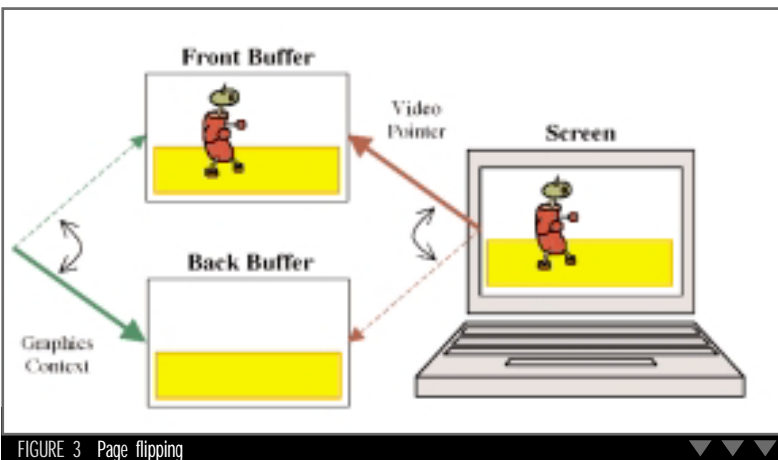 Front Buffer
Video
Pointer
Screen
Back Buffer
Graphics
Context
FIGURE 3 Page flipping